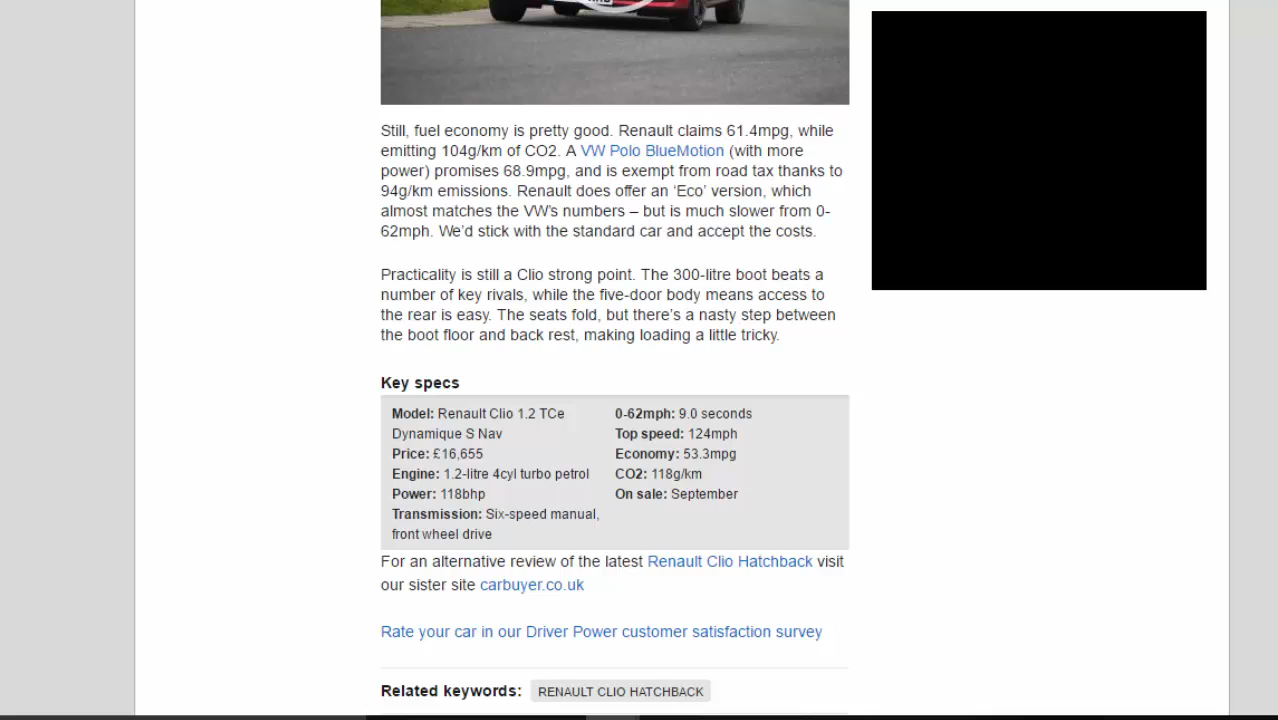 Still, fuel economy is pretty good. Renault claims 61.4mpg, while
emitting 104g/km of CO2. A VW Polo BlueMotion (with more
power) promises 68.9mpg, and is exempt from road tax thanks to
94g/km emissions. Renault does offer an ‘Eco’ version, which
almost matches the VW’s numbers – but is much slower from 0-
62mph. We’d stick with the standard car and accept the costs.
Practicality is still a Clio strong point. The 300-litre boot beats a
number of key rivals, while the five-door body means access to
the rear is easy. The seats fold, but there’s a nasty step between
the boot floor and back rest, making loading a little tricky.
Key specs
Model: Renault Clio 1.2 TCe
Dynamique S Nav
Price: £16,655
Engine: 1.2-litre 4cyl turbo petrol
Power: 118bhp
Transmission: Six-speed manual,
front wheel drive
0-62mph: 9.0 seconds
Top speed: 124mph
Economy: 53.3mpg
CO2: 118g/km
On sale: September
For an alternative review of the latest Renault Clio Hatchback visit
our sister site carbuyer.co.uk
Rate your car in our Driver Power customer satisfaction survey
Related keywords: RENAULT CLIO HATCHBACK